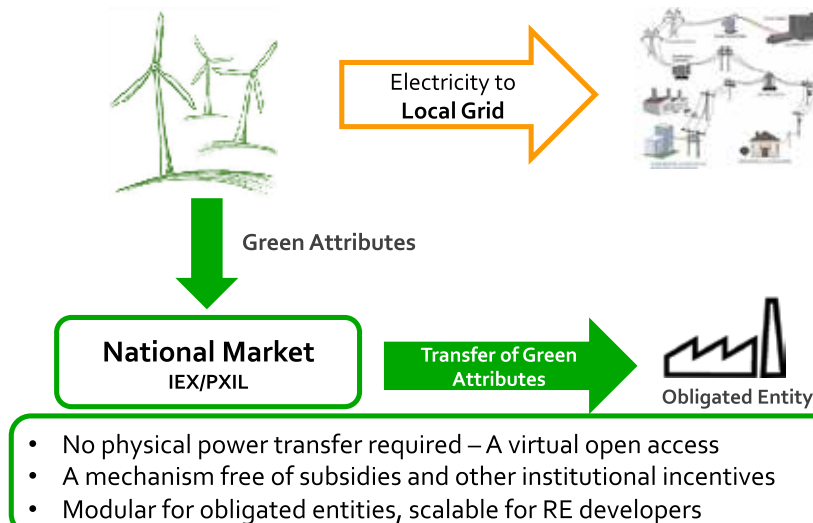 Electricity to
Local Grid
Green Attributes
National Market
IEX/PXIL
Transfer of Green
Attributes
Obligated Entity
• No physical power transfer required – A virtual open access
• A mechanism free of subsidies and other institutional incentives
• Modular for obligated entities, scalable for RE developers